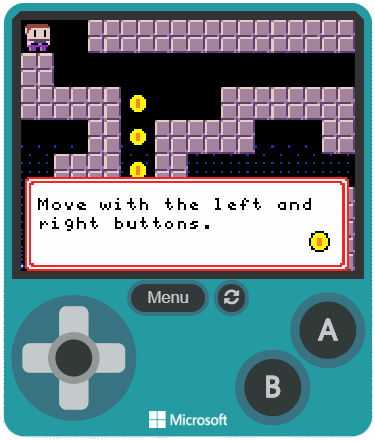 Move with the left and
right buttons.
Menu
A
B
Microsoft